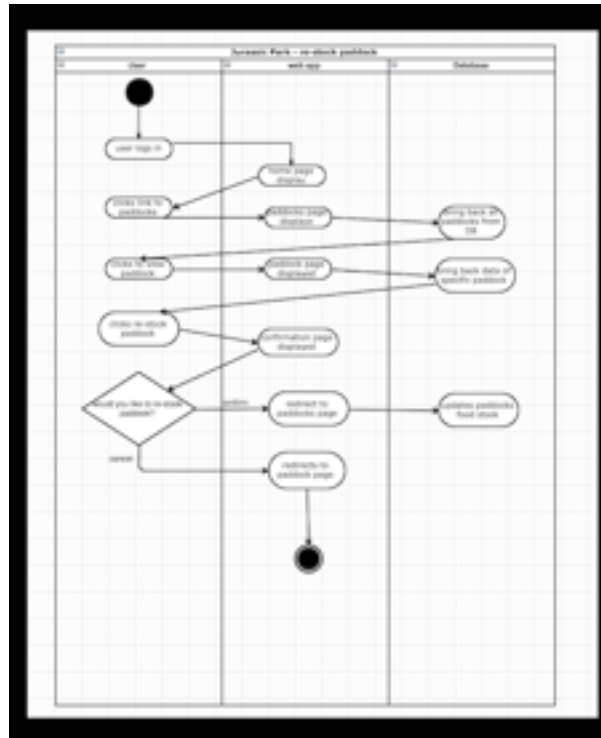 Jurassic Park - re-stock paddock
User
web app
Database
user logs in
home page
display
clicks link to
paddocks
paddocks page
displays
bring back all
paddocks from
DB
clicks to view
paddock
paddock page
displayed
bring back data of
specific paddock
clicks re-stock
paddock
confirmation page
displayed
would you like to re-stock
paddock?
confirm
redirect to
paddocks page
updates paddocks
food stock
cancel
redirects to
paddock page